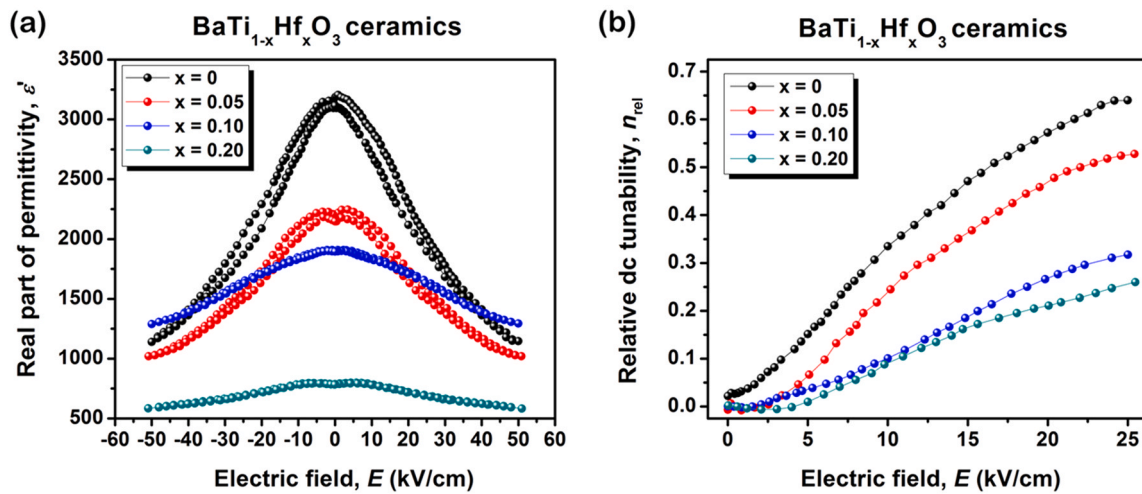 (a)
BaTi1-xHfxO3 ceramics
Real part of permittivity, ε'
3500
3000
2500
2000
1500
1000
500
x = 0
x = 0.05
x = 0.10
x = 0.20
-60 -50 -40 -30 -20 -10 0 10 20 30 40 50 60
Electric field, E (kV/cm)
(b)
BaTi1-xHfxO3 ceramics
Relative dc tunability, nrel
0.7
0.6
0.5
0.4
0.3
0.2
0.1
0.0
x = 0
x = 0.05
x = 0.10
x = 0.20
0 5 10 15 20 25
Electric field, E (kV/cm)